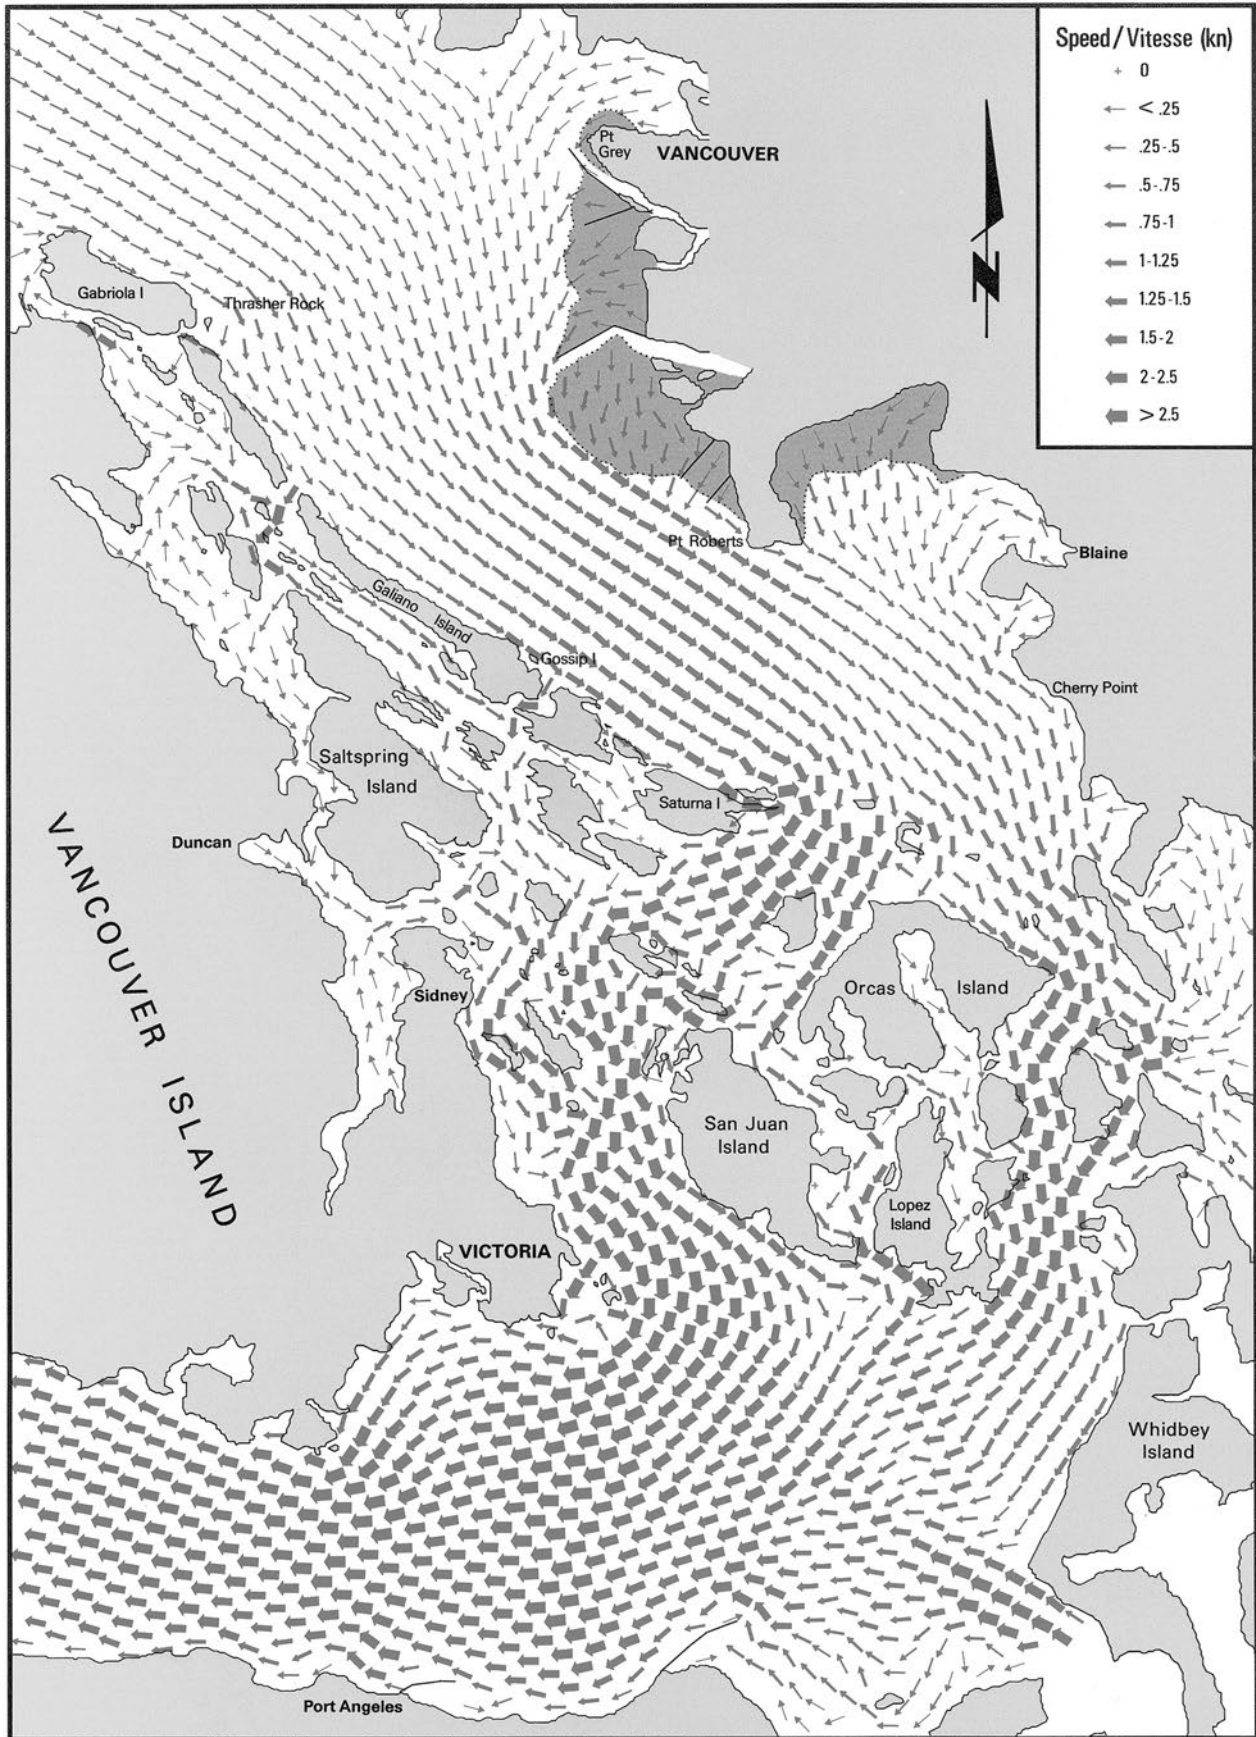 Speed/Vitesse (kn)
0
< .25
.25-.5
.5-.75
.75-1
1-1.25
1.25-1.5
1.5-2
2-2.5
> 2.5
Pt
Grey
VANCOUVER
N
Gabriola I
Thrasher Rock
Pt Roberts
Blaine
Galiano
Island
Gossip I
Cherry Point
Saltspring
Island
Saturna I
Duncan
VANCOUVER ISLAND
Sidney
Orcas
Island
San Juan
Island
Lopez
Island
VICTORIA
Whidbey
Island
Port Angeles